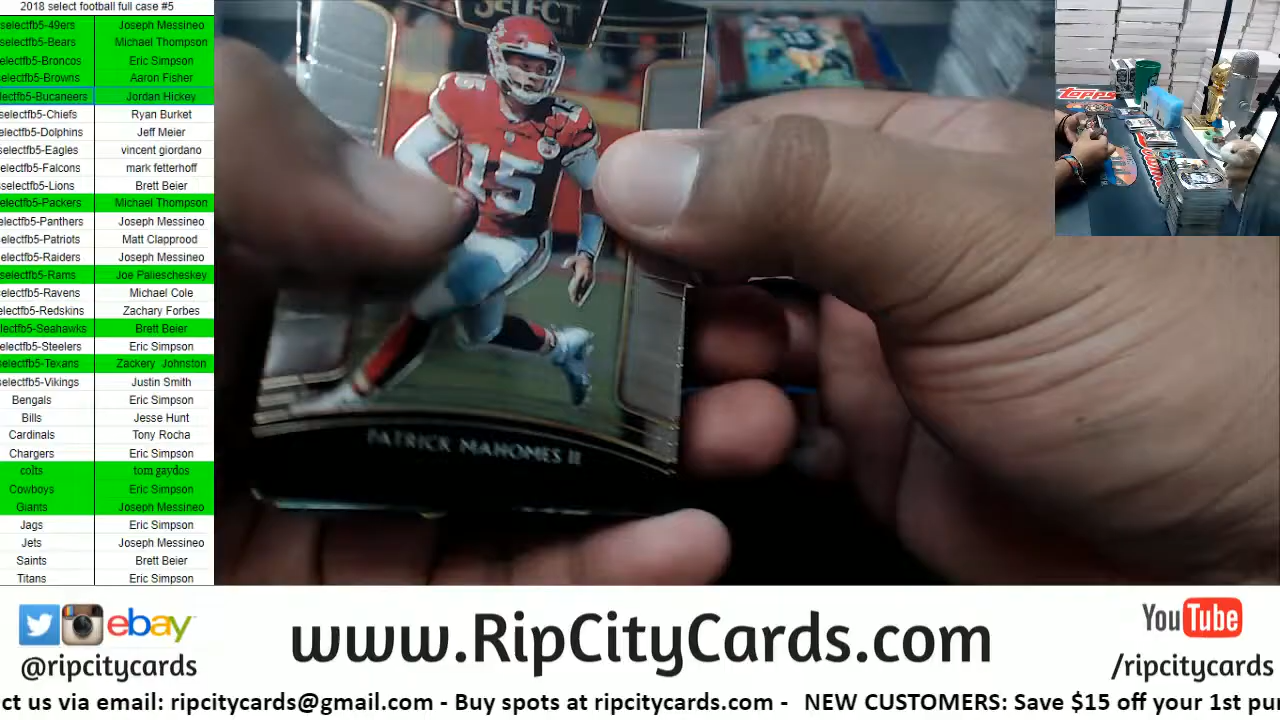 2018 select football full case #5
selectfb5-49ers Joseph Messineo
selectfb5-Bears Michael Thompson
selectfb5-Broncos Eric Simpson
selectfb5-Browns Aaron Fisher
lectfb5-Bucaneers Jordan Hickey
selectfb5-Chiefs Ryan Burket
electfb5-Dolphins Jeff Meier
selectfb5-Eagles vincent giordano
selectfb5-Falcons mark fetterhoff
selectfb5-Lions Brett Beier
electfb5-Packers Michael Thompson
electfb5-Panthers Joseph Messineo
electfb5-Patriots Matt Clapprood
electfb5-Raiders Joseph Messineo
selectfb5-Rams Joe Paliescheskey
electfb5-Ravens Michael Cole
electfb5-Redskins Zachary Forbes
lectfb5-Seahawks Brett Beier
electfb5-Steelers Eric Simpson
selectfb5-Texans Zackery Johnston
selectfb5-Vikings Justin Smith
Bengals Eric Simpson
Bills Jesse Hunt
Cardinals Tony Rocha
Chargers Eric Simpson
colts tom gaydos
Cowboys Eric Simpson
Giants Joseph Messineo
Jags Eric Simpson
Jets Joseph Messineo
Saints Brett Beier
Titans Eric Simpson
SELECT
15
PATRICK MAHOMES II
TOPPS
ebay
@ripcitycards
www.RipCityCards.com
YouTube
/ripcitycards
ct us via email: ripcitycards@gmail.com - Buy spots at ripcitycards.com - NEW CUSTOMERS: Save $15 off your 1st pu